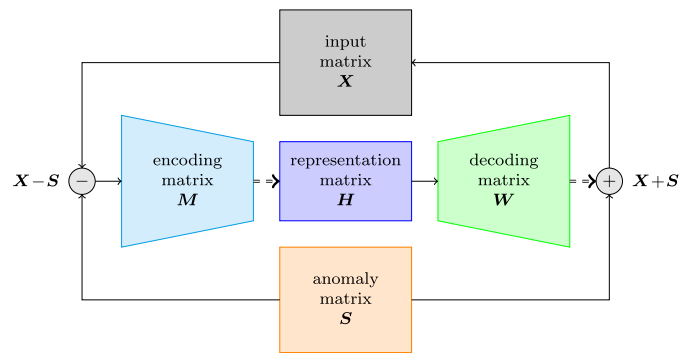 input
matrix
X
X−S
−
encoding
matrix
M
representation
matrix
H
decoding
matrix
W
+
X+S
anomaly
matrix
S